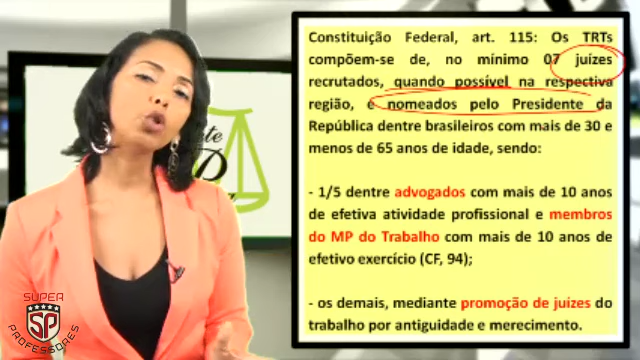 Constituição Federal, art. 115: Os TRTs
compõem-se de, no mínimo 07 juízes
recrutados, quando possível na respectiva
região, e nomeados pelo Presidente da
República dentre brasileiros com mais de 30 e
menos de 65 anos de idade, sendo:
- 1/5 dentre advogados com mais de 10 anos
de efetiva atividade profissional e membros
do MP do Trabalho com mais de 10 anos de
efetivo exercício (CF, 94);
- os demais, mediante promoção de juízes do
trabalho por antiguidade e merecimento.
SUPER
SP
PROFESSORES